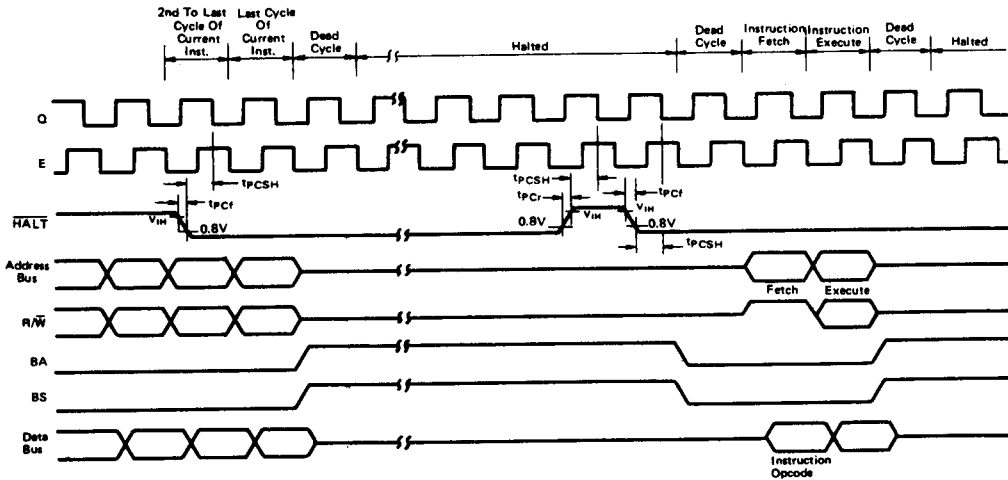 2nd To Last
Cycle Of
Current
Inst.
Last Cycle
Of
Current
Inst.
Dead
Cycle
Halted
Dead
Cycle
Instruction
Fetch
Instruction
Execute
Dead
Cycle
Halted
Q
E
tPCSH
tPCf
tPCSH
tPCr
tPCf
HALT
VIH
0.8V
0.8V
VIH
VIH
0.8V
tPCSH
Address
Bus
Fetch
Execute
R/W
BA
BS
Data
Bus
Instruction
Opcode